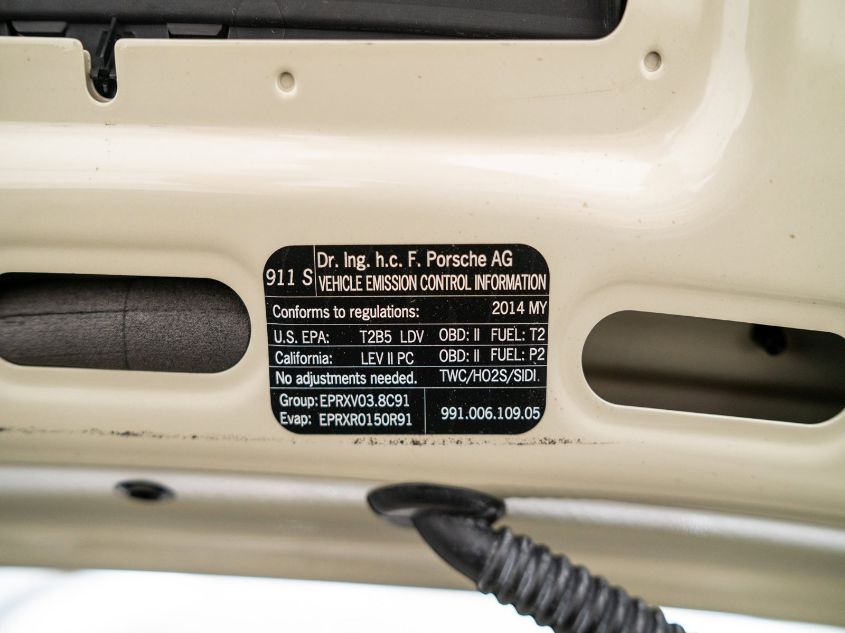 911 S
Dr. Ing. h.c. F. Porsche AG
VEHICLE EMISSION CONTROL INFORMATION
Conforms to regulations: 2014 MY
U.S. EPA: T2B5 LDV OBD: II FUEL: T2
California: LEV II PC OBD: II FUEL: P2
No adjustments needed. TWC/HO2S/SIDI.
Group: EPRXV03.8C91
Evap: EPRXR0150R91
991.006.109.05